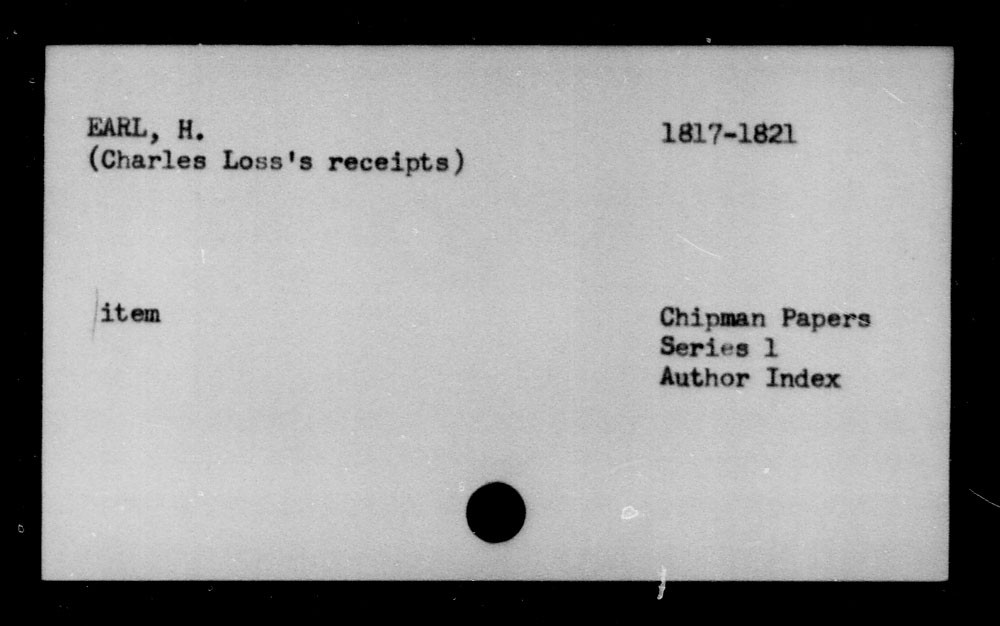 EARL, H.
(Charles Loss's receipts)
1817-1821
item
Chipman Papers
Series 1
Author Index